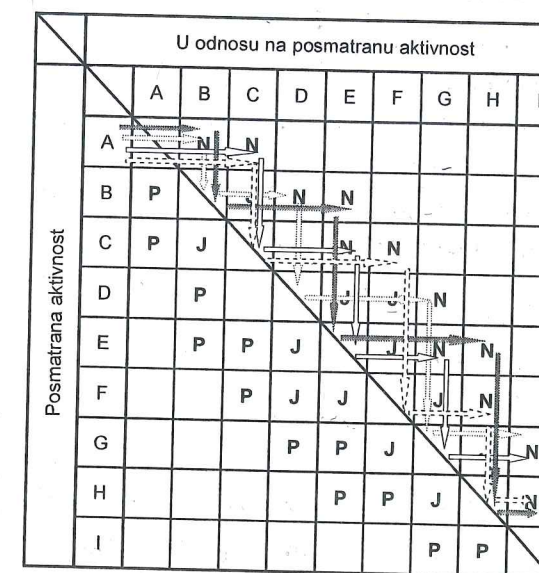 U odnosu na posmatranu aktivnost
Posmatrana aktivnost
A B C D E F G H
A N N
B P J N N
C P J N N
D P J J N
E P P J J N N
F P J J J N
G P P J N
H P P J N
I P P